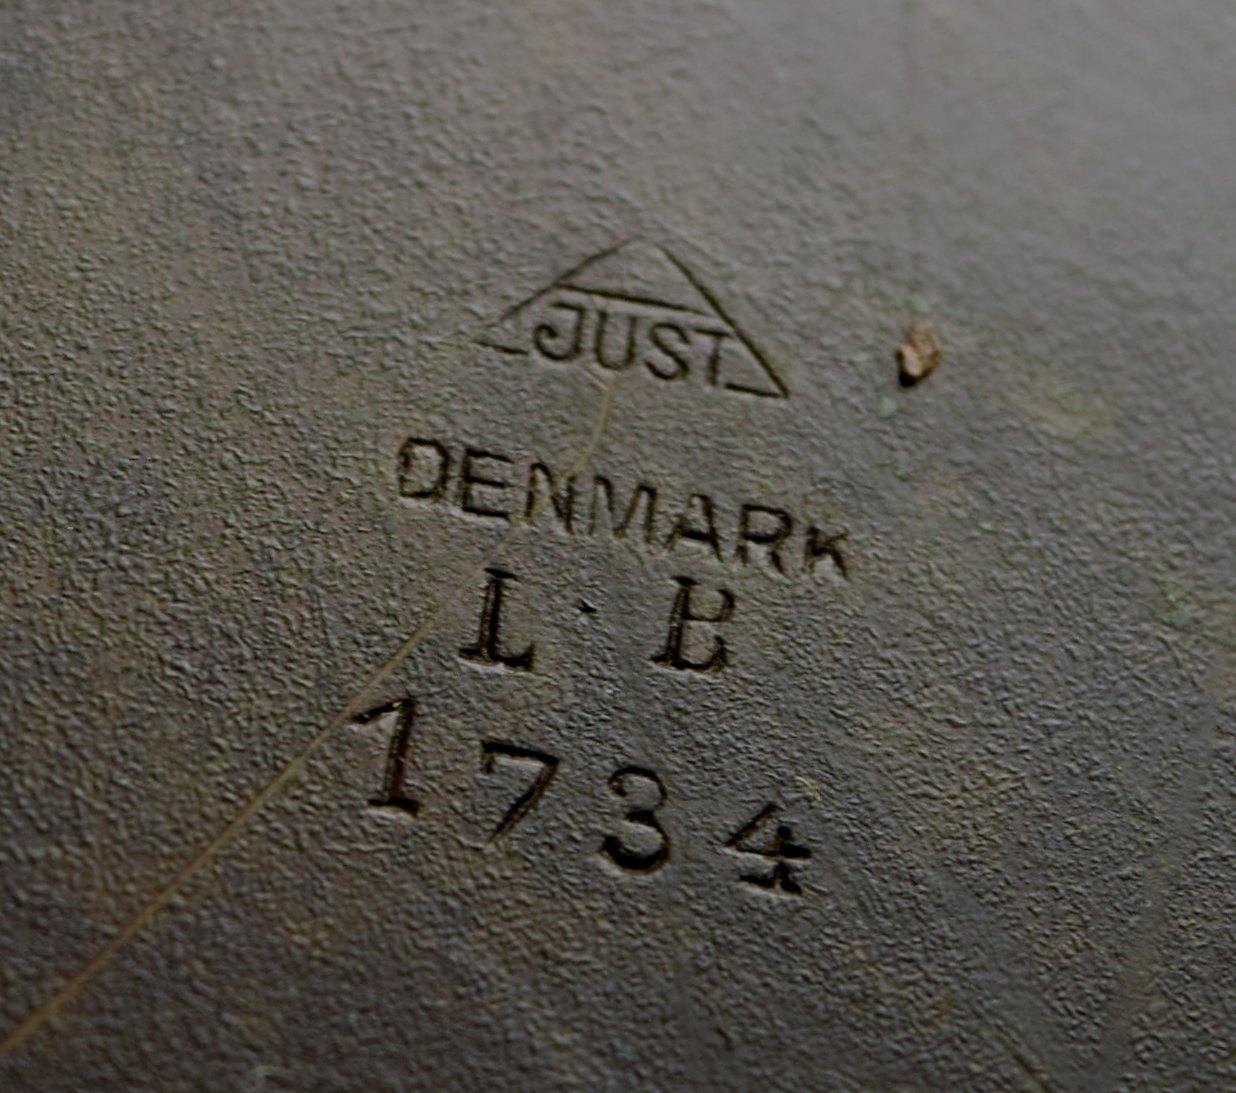 JUST
DENMARK
L · B
1734